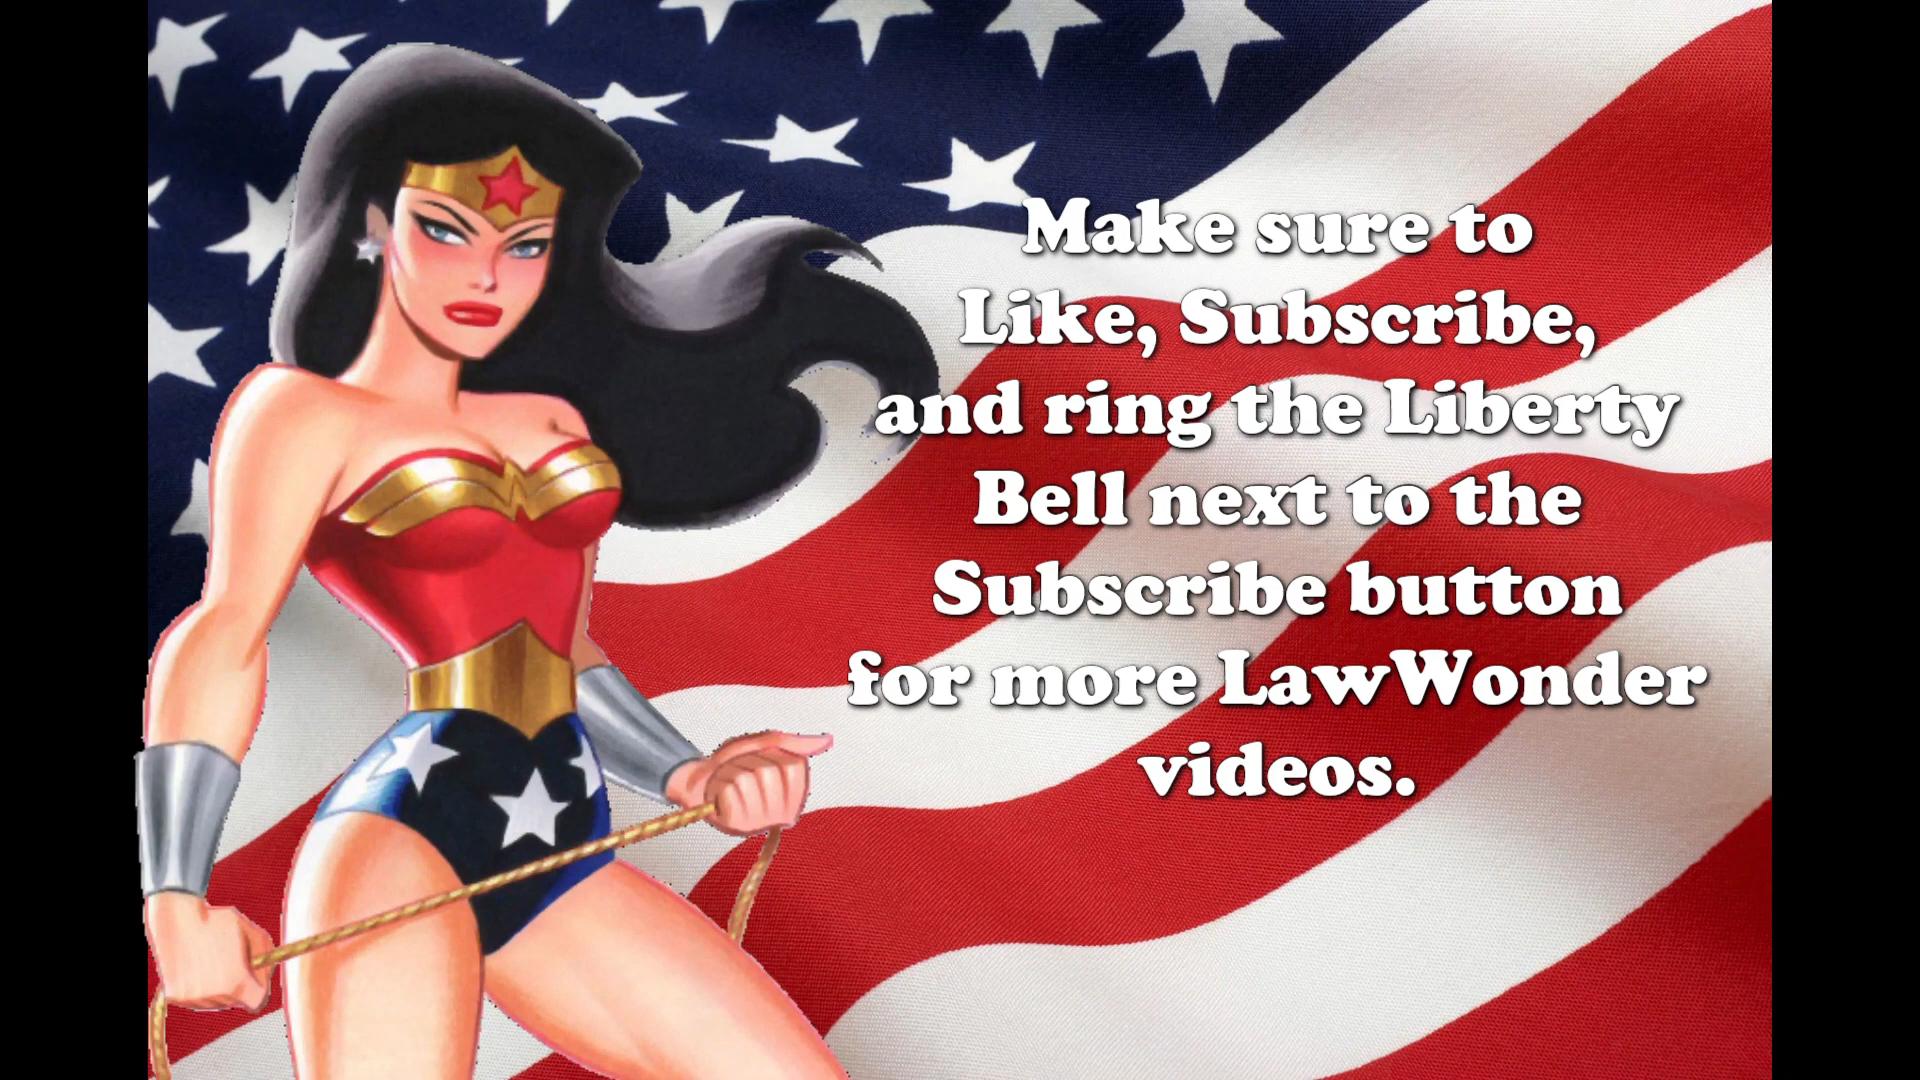 Make sure to
Like, Subscribe,
and ring the Liberty
Bell next to the
Subscribe button
for more LawWonder
videos.